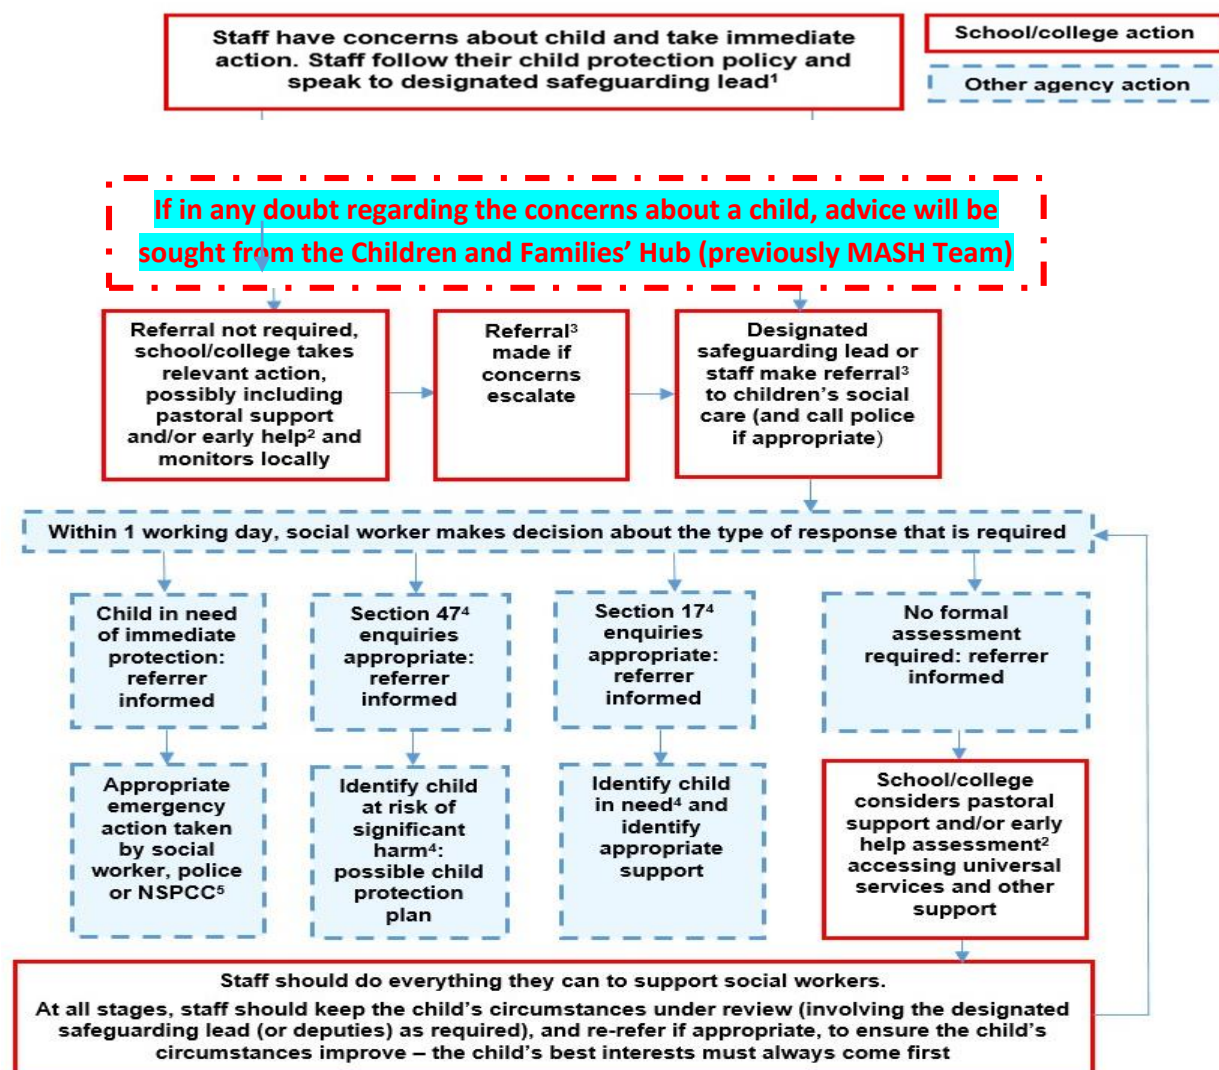 Staff have concerns about child and take immediate
action. Staff follow their child protection policy and
speak to designated safeguarding lead¹
School/college action
Other agency action
If in any doubt regarding the concerns about a child, advice will be
sought from the Children and Families’ Hub (previously MASH Team)
Referral not required,
school/college takes
relevant action,
possibly including
pastoral support
and/or early help² and
monitors locally
Referral³
made if
concerns
escalate
Designated
safeguarding lead or
staff make referral³
to children’s social
care (and call police
if appropriate)
Within 1 working day, social worker makes decision about the type of response that is required
Child in need
of immediate
protection:
referrer
informed
Section 47⁴
enquiries
appropriate:
referrer
informed
Section 17⁴
enquiries
appropriate:
referrer
informed
No formal
assessment
required: referrer
informed
Appropriate
emergency
action taken
by social
worker, police
or NSPCC⁵
Identify child
at risk of
significant
harm⁴:
possible child
protection
plan
Identify child
in need⁴ and
identify
appropriate
support
School/college
considers pastoral
support and/or early
help assessment²
accessing universal
services and other
support
Staff should do everything they can to support social workers.
At all stages, staff should keep the child’s circumstances under review (involving the designated
safeguarding lead (or deputies) as required), and re-refer if appropriate, to ensure the child’s
circumstances improve – the child’s best interests must always come first